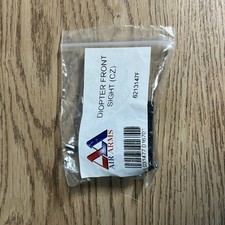 DIOPTER FRONT
SIGHT (CZ)
AIR ARMS